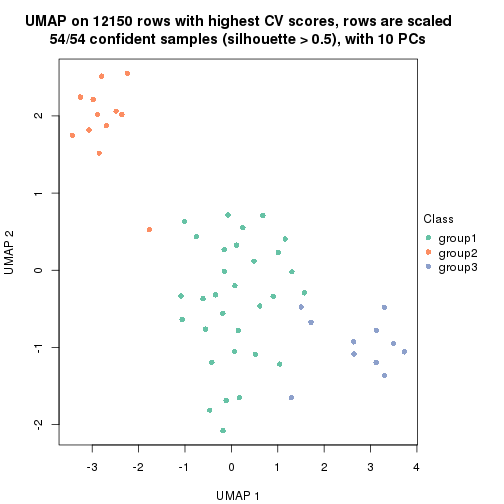 UMAP on 12150 rows with highest CV scores, rows are scaled
54/54 confident samples (silhouette > 0.5), with 10 PCs
UMAP 2
2
1
0
-1
-2
-3
-2
-1
0
1
2
3
4
UMAP 1
Class
group1
group2
group3